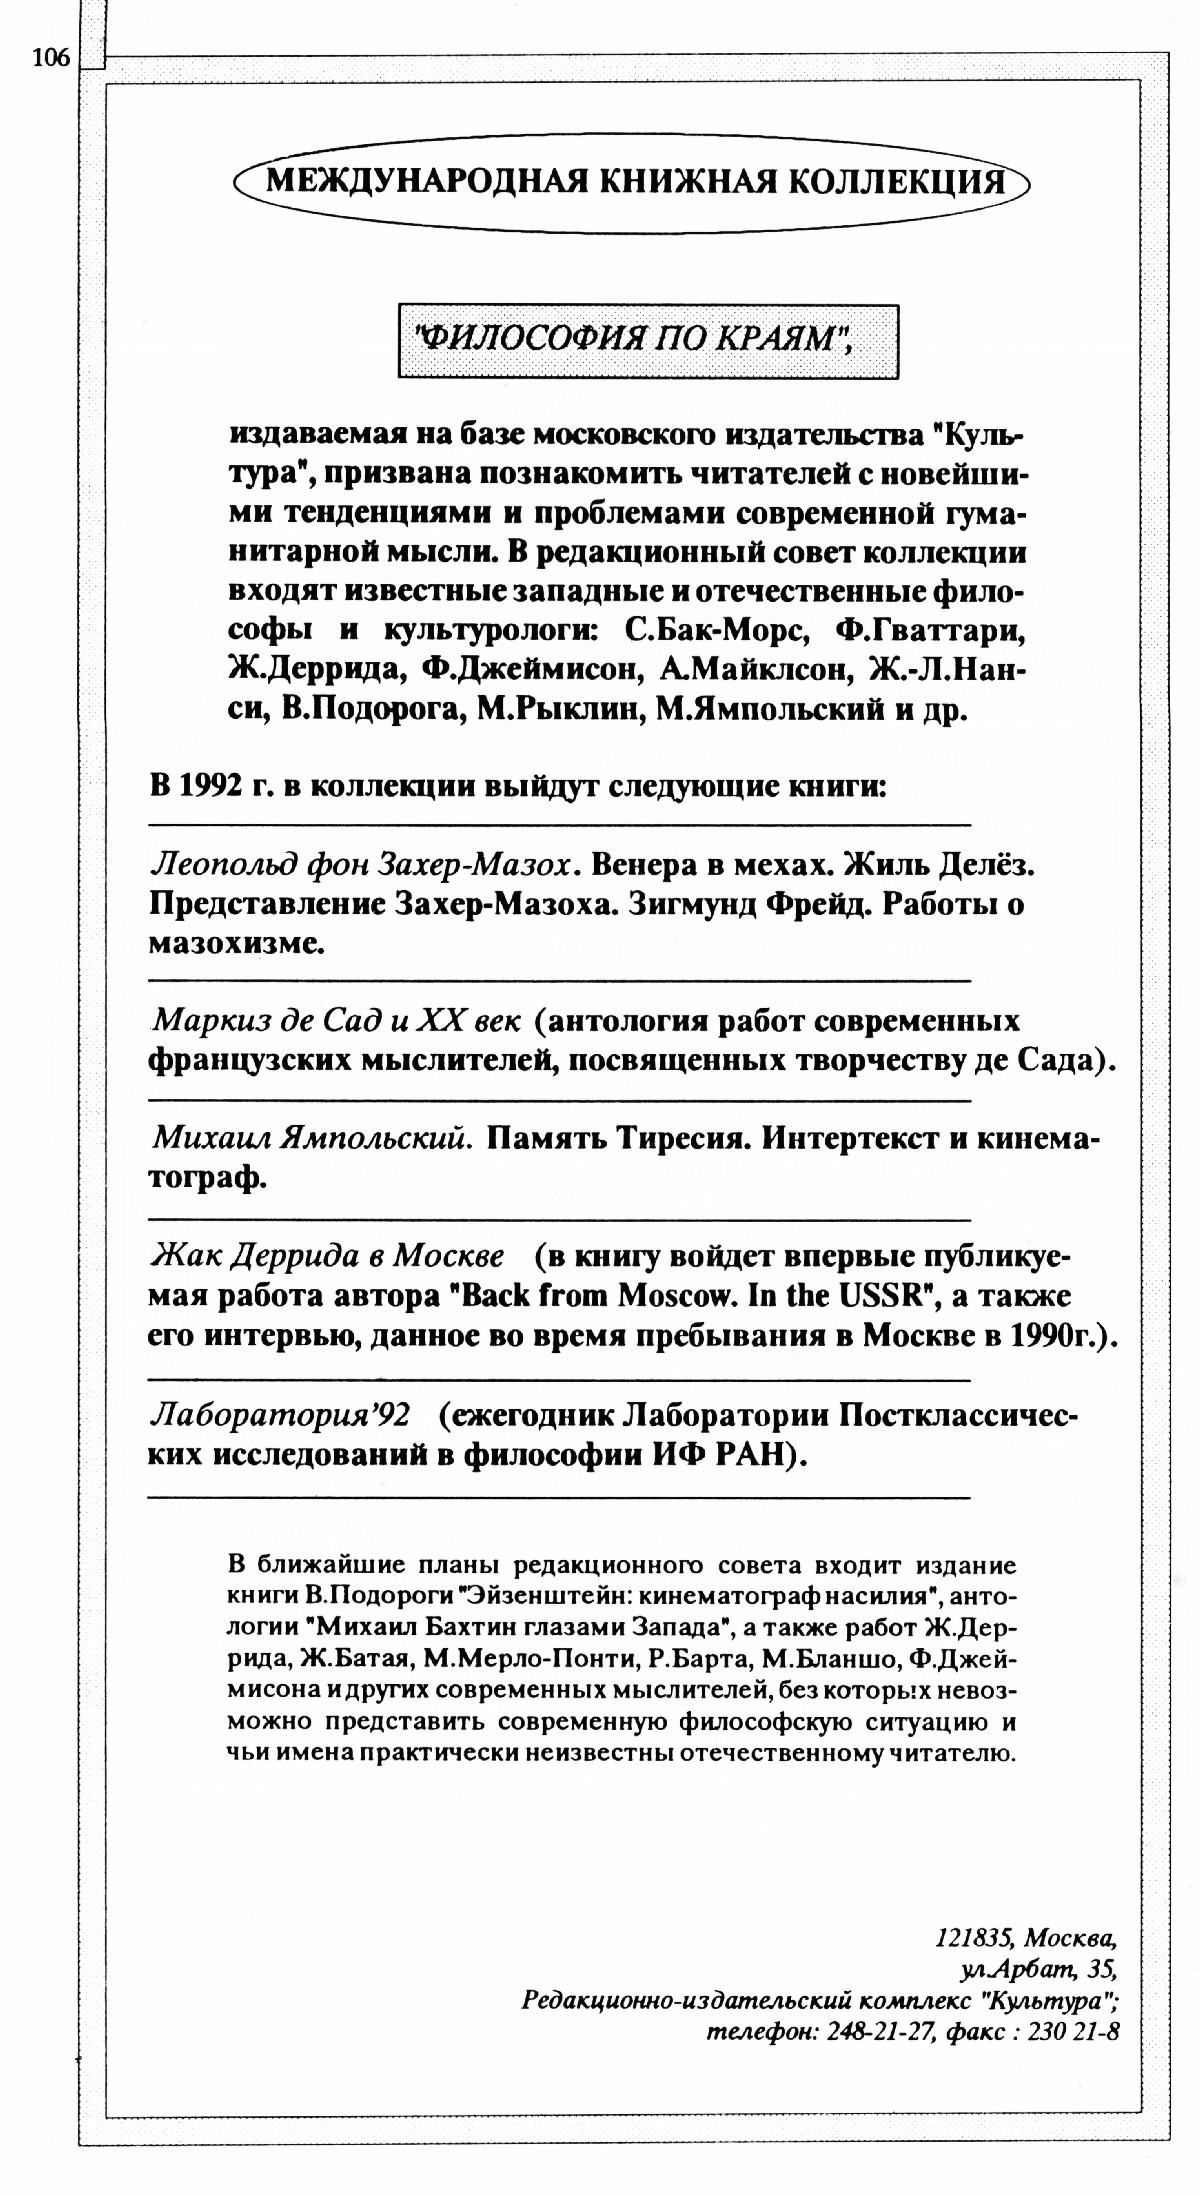 106
МЕЖДУНАРОДНАЯ КНИЖНАЯ КОЛЛЕКЦИЯ
"ФИЛОСОФИЯ ПО КРАЯМ",
издаваемая на базе московского издательства "Куль-
тура", призвана познакомить читателей с новейши-
ми тенденциями и проблемами современной гума-
нитарной мысли. В редакционный совет коллекции
входят известные западные и отечественные фило-
софы и культурологи: С.Бак-Морс, Ф.Гваттари,
Ж.Деррида, Ф.Джеймисон, А.Майклсон, Ж.-Л.Нан-
си, В.Подорога, М.Рыклин, М.Ямпольский и др.
В 1992 г. в коллекции выйдут следующие книги:
Леопольд фон Захер-Мазох. Венера в мехах. Жиль Делёз.
Представление Захер-Мазоха. Зигмунд Фрейд. Работы о
мазохизме.
Маркиз де Сад и XX век (антология работ современных
французских мыслителей, посвященных творчеству де Сада).
Михаил Ямпольский. Память Тиресия. Интертекст и кинема-
тограф.
Жак Деррида в Москве (в книгу войдет впервые публикуе-
мая работа автора "Back from Moscow. In the USSR", а также
его интервью, данное во время пребывания в Москве в 1990г.).
Лаборатория'92 (ежегодник Лаборатории Постклассичес-
ких исследований в философии ИФ РАН).
В ближайшие планы редакционного совета входит издание
книги В.Подороги "Эйзенштейн: кинематограф насилия", анто-
логии "Михаил Бахтин глазами Запада", а также работ Ж.Дер-
рида, Ж.Батая, М.Мерло-Понти, Р.Барта, М.Бланшо, Ф.Джей-
мисона и других современных мыслителей, без которых невоз-
можно представить современную философскую ситуацию и
чьи имена практически неизвестны отечественному читателю.
121835, Москва,
ул.Арбат, 35,
Редакционно-издательский комплекс "Культура";
телефон: 248-21-27, факс : 230 21-8